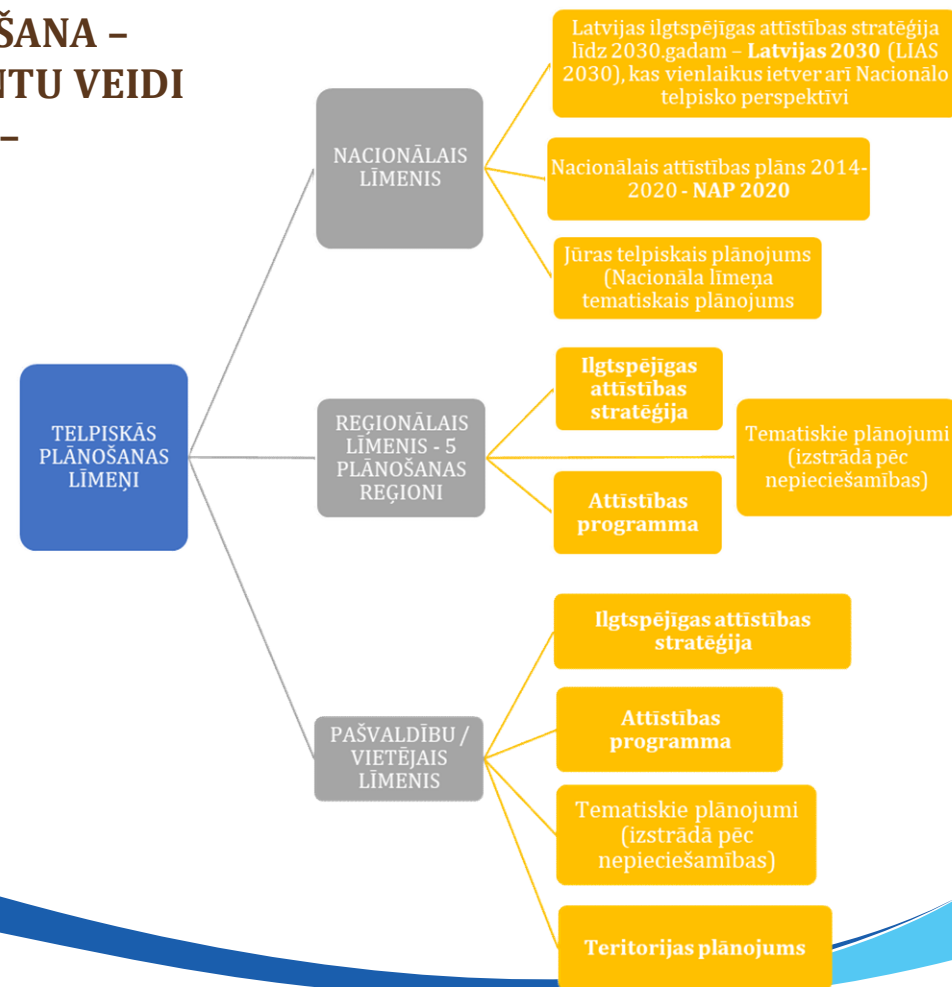 ŠANA –
NTU VEIDI
–
Latvijas ilgtspējīgas attīstības stratēģija
līdz 2030.gadam – Latvijas 2030 (LIAS
2030), kas vienlaikus ietver arī Nacionālo
telpisko perspektīvi
NACIONĀLAIS
LĪMENIS
Nacionālais attīstības plāns 2014-
2020 - NAP 2020
Jūras telpiskais plānojums
(Nacionāla līmeņa
tematiskais plānojums
TELPISKĀS
PLĀNOŠANAS
LĪMEŅI
REĢIONĀLAIS
LĪMENIS - 5
PLĀNOŠANAS
REĢIONI
Ilgtspējīgas
attīstības
stratēģija
Tematiskie plānojumi
(izstrādā pēc
nepieciešamības)
Attīstības
programma
PAŠVALDĪBU /
VIETĒJAIS
LĪMENIS
Ilgtspējīgas attīstības
stratēģija
Attīstības
programma
Tematiskie plānojumi
(izstrādā pēc
nepieciešamības)
Teritorijas plānojums